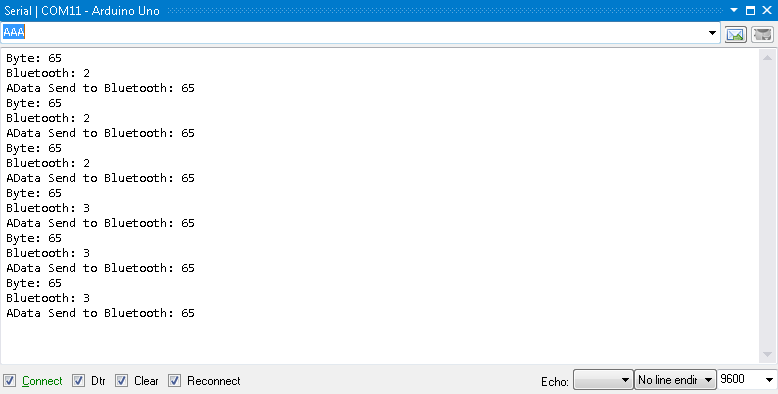 Serial | COM11 - Arduino Uno
AAA
Byte: 65
Bluetooth: 2
AData Send to Bluetooth: 65
Byte: 65
Bluetooth: 2
AData Send to Bluetooth: 65
Byte: 65
Bluetooth: 2
AData Send to Bluetooth: 65
Byte: 65
Bluetooth: 3
AData Send to Bluetooth: 65
Byte: 65
Bluetooth: 3
AData Send to Bluetooth: 65
Byte: 65
Bluetooth: 3
AData Send to Bluetooth: 65
Connect Dtr Clear Reconnect Echo: No line endir 9600